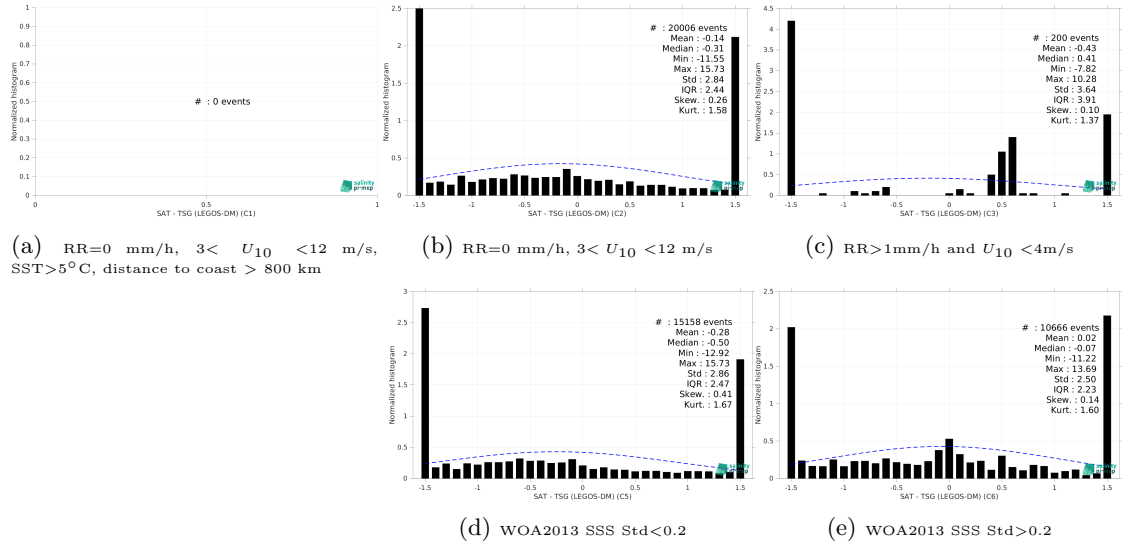 1
0.9
0.8
0.7
0.6
0.5
0.4
0.3
0.2
0.1
0
Normalized histogram
# : 0 events
salinity
pi-mep
0
0.5
1
SAT - TSG (LEGOS-DM) (C1)
(a) RR=0 mm/h, 3< U10 <12 m/s,
SST>5°C, distance to coast > 800 km
2.5
2
1.5
1
0.5
0
Normalized histogram
# : 20006 events
Mean : -0.14
Median : -0.31
Min : -11.55
Max : 15.73
Std : 2.84
IQR : 2.44
Skew. : 0.26
Kurt. : 1.58
salinity
pi-mep
-1.5 -1 -0.5 0 0.5 1 1.5
SAT - TSG (LEGOS-DM) (C2)
(b) RR=0 mm/h, 3< U10 <12 m/s
4.5
4
3.5
3
2.5
2
1.5
1
0.5
0
Normalized histogram
# : 200 events
Mean : -0.43
Median : 0.41
Min : -7.82
Max : 10.28
Std : 3.64
IQR : 3.91
Skew. : 0.10
Kurt. : 1.37
salinity
pi-mep
-1.5 -1 -0.5 0 0.5 1 1.5
SAT - TSG (LEGOS-DM) (C3)
(c) RR>1mm/h and U10 <4m/s
3
2.5
2
1.5
1
0.5
0
Normalized histogram
# : 15158 events
Mean : -0.28
Median : -0.50
Min : -12.92
Max : 15.73
Std : 2.86
IQR : 2.47
Skew. : 0.41
Kurt. : 1.67
salinity
pi-mep
-1.5 -1 -0.5 0 0.5 1 1.5
SAT - TSG (LEGOS-DM) (C5)
(d) WOA2013 SSS Std<0.2
2.5
2
1.5
1
0.5
0
Normalized histogram
# : 10666 events
Mean : 0.02
Median : -0.07
Min : -11.22
Max : 13.69
Std : 2.50
IQR : 2.23
Skew. : 0.14
Kurt. : 1.60
salinity
pi-mep
-1.5 -1 -0.5 0 0.5 1 1.5
SAT - TSG (LEGOS-DM) (C6)
(e) WOA2013 SSS Std>0.2